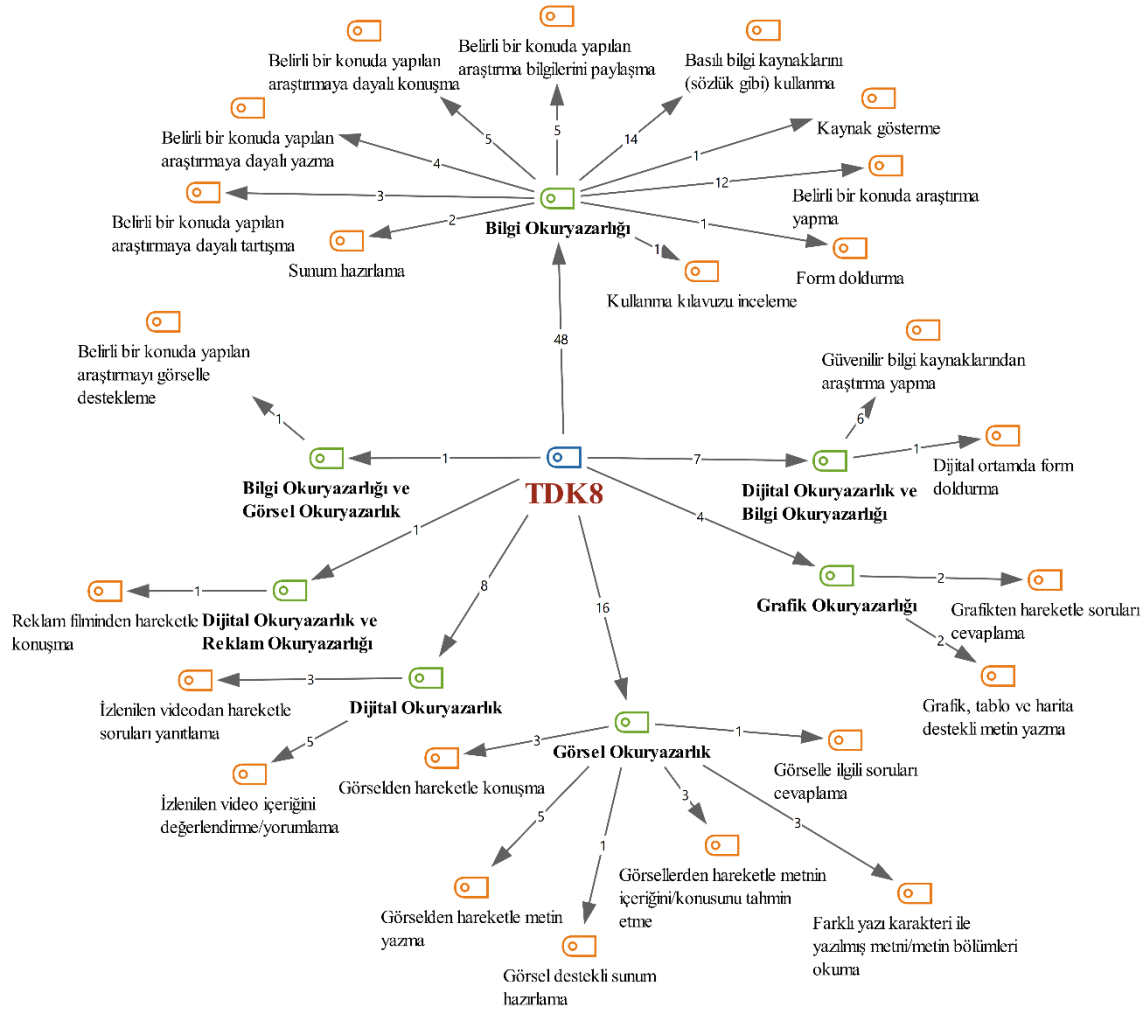 Belirli bir konuda yapılan
araştırmaya dayalı konuşma
5
Belirli bir konuda yapılan
araştırma bilgilerini paylaşma
5
Basılı bilgi kaynaklarını
(sözlük gibi) kullanma
14
Kaynak gösterme
1
Belirli bir konuda yapılan
araştırmaya dayalı yazma
4
Belirli bir konuda araştırma
yapma
12
Belirli bir konuda yapılan
araştırmaya dayalı tartışma
3
Bilgi Okuryazarlığı
Sunum hazırlama
2
Kullanma kılavuzu inceleme
1
Form doldurma
1
48
Belirli bir konuda yapılan
araştırmayı görselle
destekleme
1
Bilgi Okuryazarlığı ve
Görsel Okuryazarlık
1
TDK8
7
Güvenilir bilgi kaynaklarından
araştırma yapma
6
Dijital Okuryazarlık ve
Bilgi Okuryazarlığı
1
Dijital ortamda form
doldurma
1
Reklam filminden hareketle
konuşma
1
Dijital Okuryazarlık ve
Reklam Okuryazarlığı
4
Grafik Okuryazarlığı
2
Grafikten hareketle soruları
cevaplama
2
Grafik, tablo ve harita
destekli metin yazma
8
Dijital Okuryazarlık
3
İzlenilen videodan hareketle
soruları yanıtlama
5
İzlenilen video içeriğini
değerlendirme/yorumlama
16
Görsel Okuryazarlık
3
Görselden hareketle konuşma
1
Görselle ilgili soruları
cevaplama
5
Görselden hareketle metin
yazma
1
Görsel destekli sunum
hazırlama
3
Görsellerden hareketle metnin
içeriğini/konusunu tahmin
etme
3
Farklı yazı karakteri ile
yazılmış metni/metin bölümleri
okuma